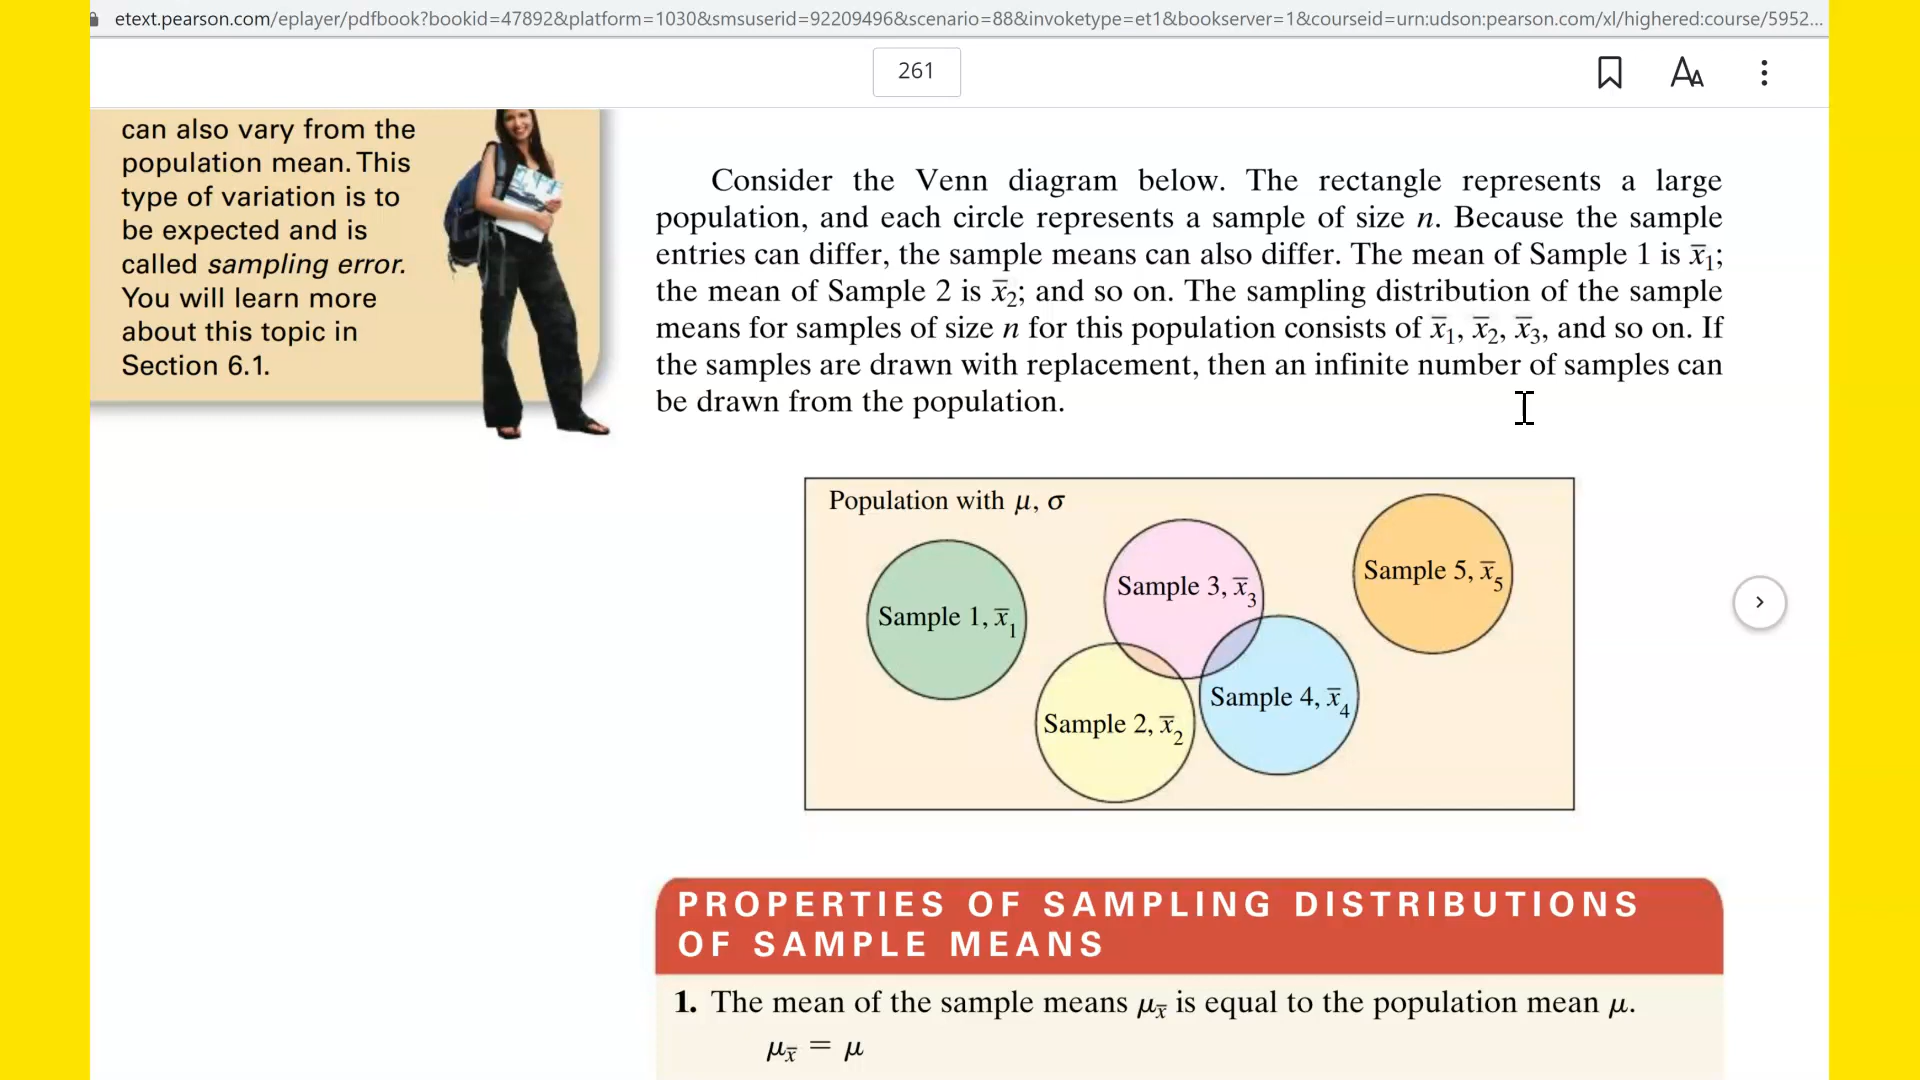 etext.pearson.com/eplayer/pdfbook?bookid=47892&platform=1030&smsuserid=92209496&scenario=88&invoketype=et1&bookserver=1&courseid=urn:udson:pearson.com/xl/highered:course/5952...
261
can also vary from the
population mean. This
type of variation is to
be expected and is
called sampling error.
You will learn more
about this topic in
Section 6.1.
Consider the Venn diagram below. The rectangle represents a large
population, and each circle represents a sample of size n. Because the sample
entries can differ, the sample means can also differ. The mean of Sample 1 is x̄₁;
the mean of Sample 2 is x̄₂; and so on. The sampling distribution of the sample
means for samples of size n for this population consists of x̄₁, x̄₂, x̄₃, and so on. If
the samples are drawn with replacement, then an infinite number of samples can
be drawn from the population.
Population with μ, σ
Sample 1, x̄₁
Sample 2, x̄₂
Sample 3, x̄₃
Sample 4, x̄₄
Sample 5, x̄₅
PROPERTIES OF SAMPLING DISTRIBUTIONS
OF SAMPLE MEANS
1. The mean of the sample means μx̄ is equal to the population mean μ.
μx̄ = μ